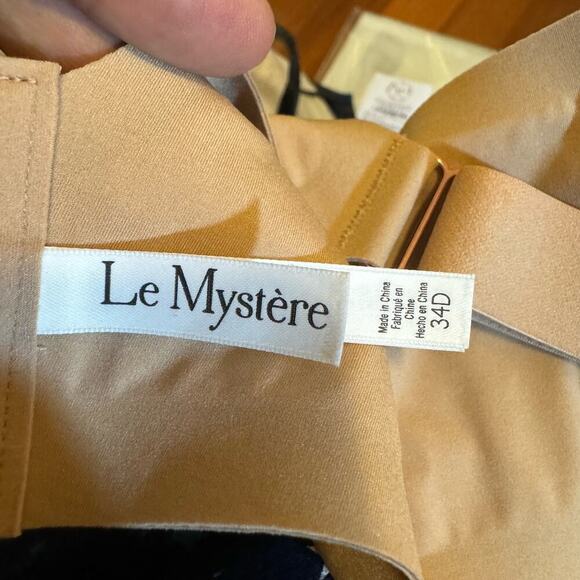 Le Mystère
Made in China
Fabriqué en
Chine
Hecho en China
34D